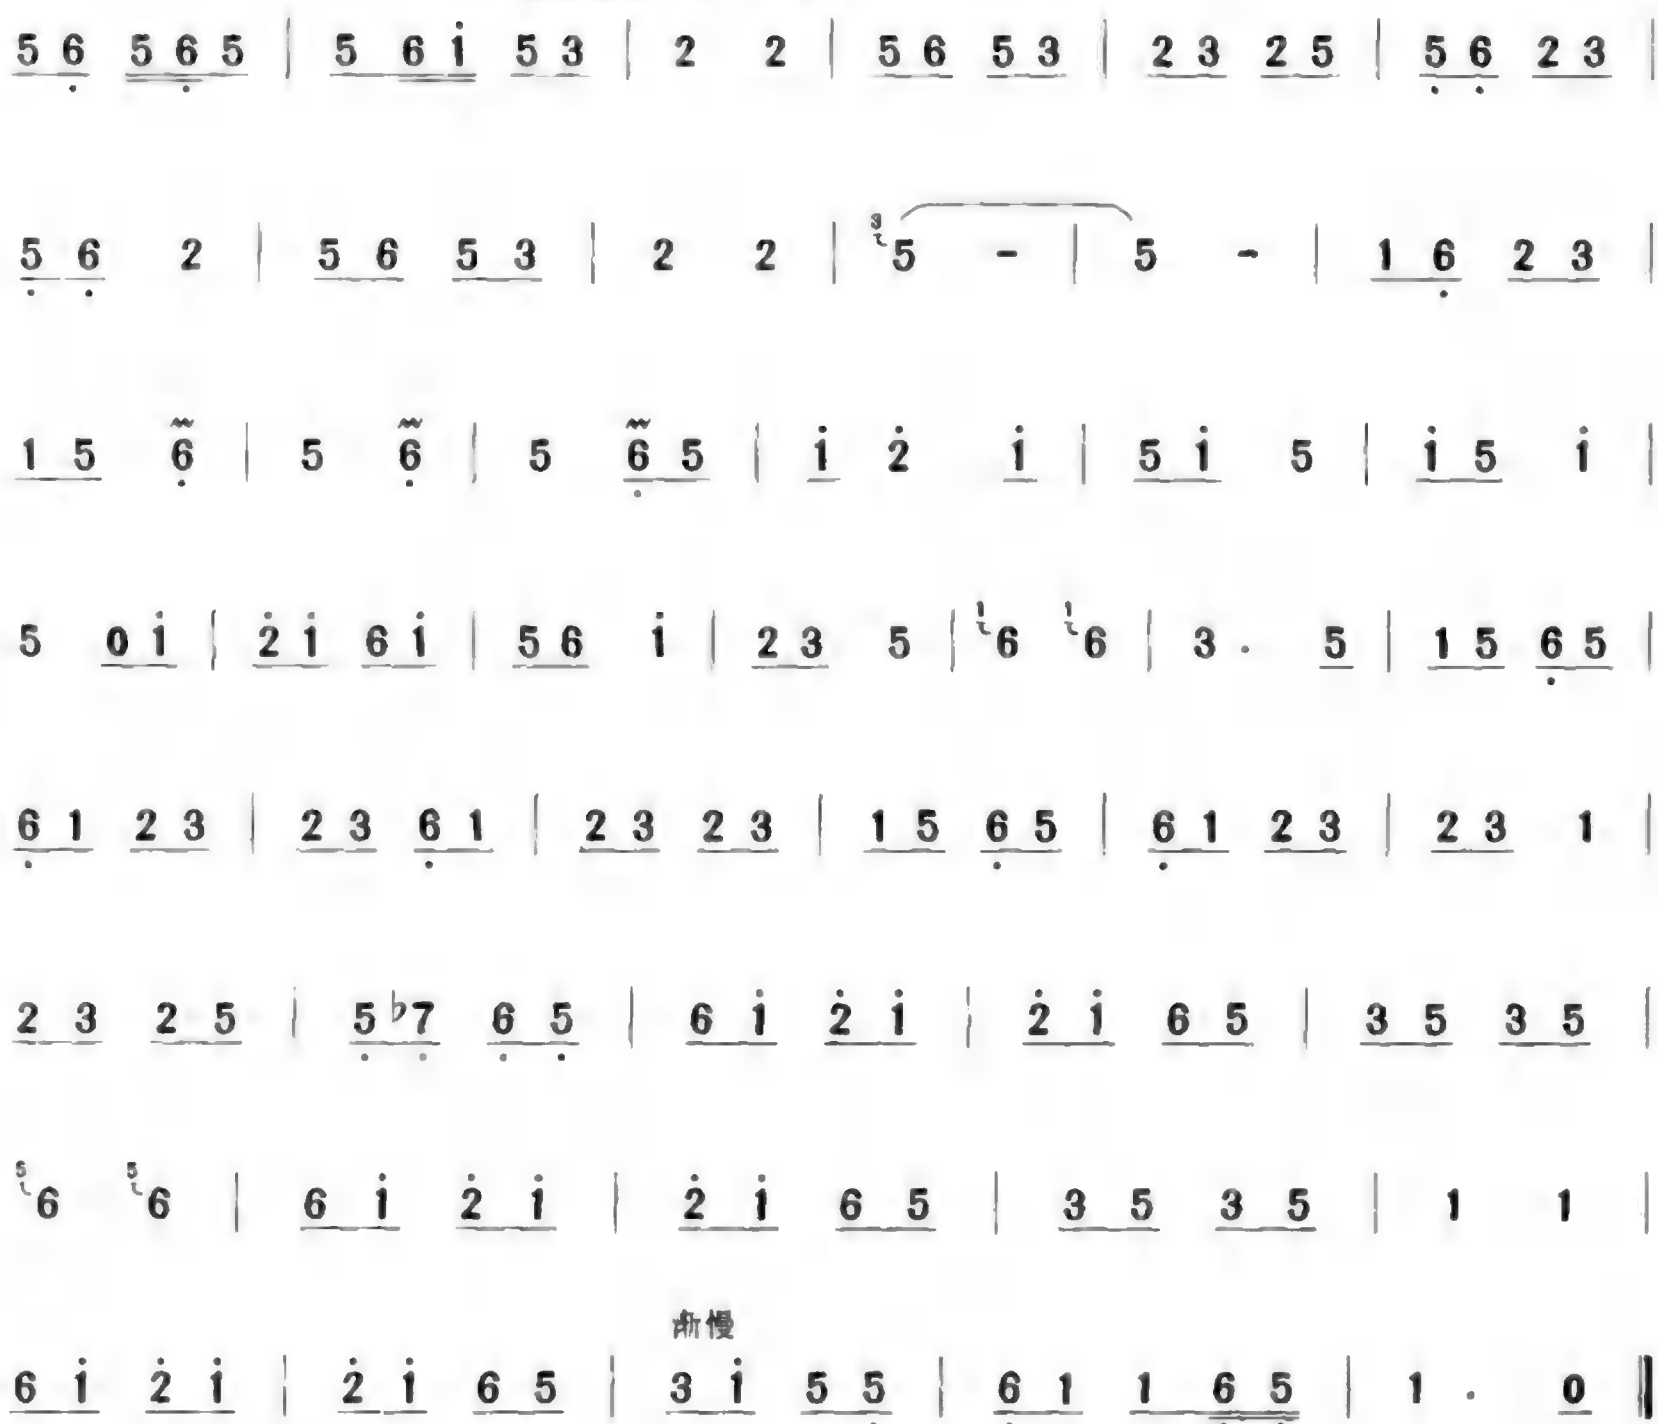 5 6̣ 5 6̣ 5 | 5 6 i 5 3 | 2 2 | 5 6 5 3 | 2 3 2 5 | 5̣ 6̣ 2 3 |
5̣ 6̣ 2 | 5 6 5 3 | 2 2 | 3 5 - | 5 - | 1 6̣ 2 3 |
1 5 6̣ | 5 6̣ | 5 6̣ 5 | i 2̇ i | 5 i 5 | i 5 i |
5 0 i | 2̇ i 6 i | 5 6 i | 2 3 5 | 1 6 1 6 | 3 . 5 | 1 5 6̣ 5 |
6̣ 1 2 3 | 2 3 6̣ 1 | 2 3 2 3 | 1 5 6̣ 5 | 6̣ 1 2 3 | 2 3 1 |
2 3 2 5 | 5̣ ♭7̣ 6̣ 5̣ | 6 i 2̇ i | 2̇ i 6 5 | 3 5 3 5 |
5 6 5 6 | 6 i 2̇ i | 2̇ i 6 5 | 3 5 3 5 | 1 1 |
渐慢
6 i 2̇ i | 2̇ i 6 5 | 3 i 5 5̣ | 6̣ 1 1 6̣ 5̣ | 1 . 0 ‖